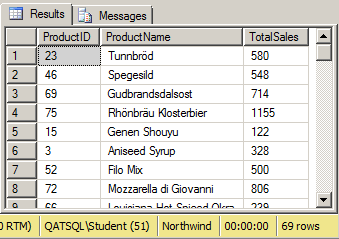 Results Messages
ProductID ProductName TotalSales
1 23 Tunnbröd 580
2 46 Spegesild 548
3 69 Gudbrandsdalsost 714
4 75 Rhönbräu Klosterbier 1155
5 15 Genen Shouyu 122
6 3 Aniseed Syrup 328
7 52 Filo Mix 500
8 72 Mozzarella di Giovanni 806
9 66 Louisiana Hot Spiced Okra 239
0 RTM) QATSQL\Student (51) Northwind 00:00:00 69 rows